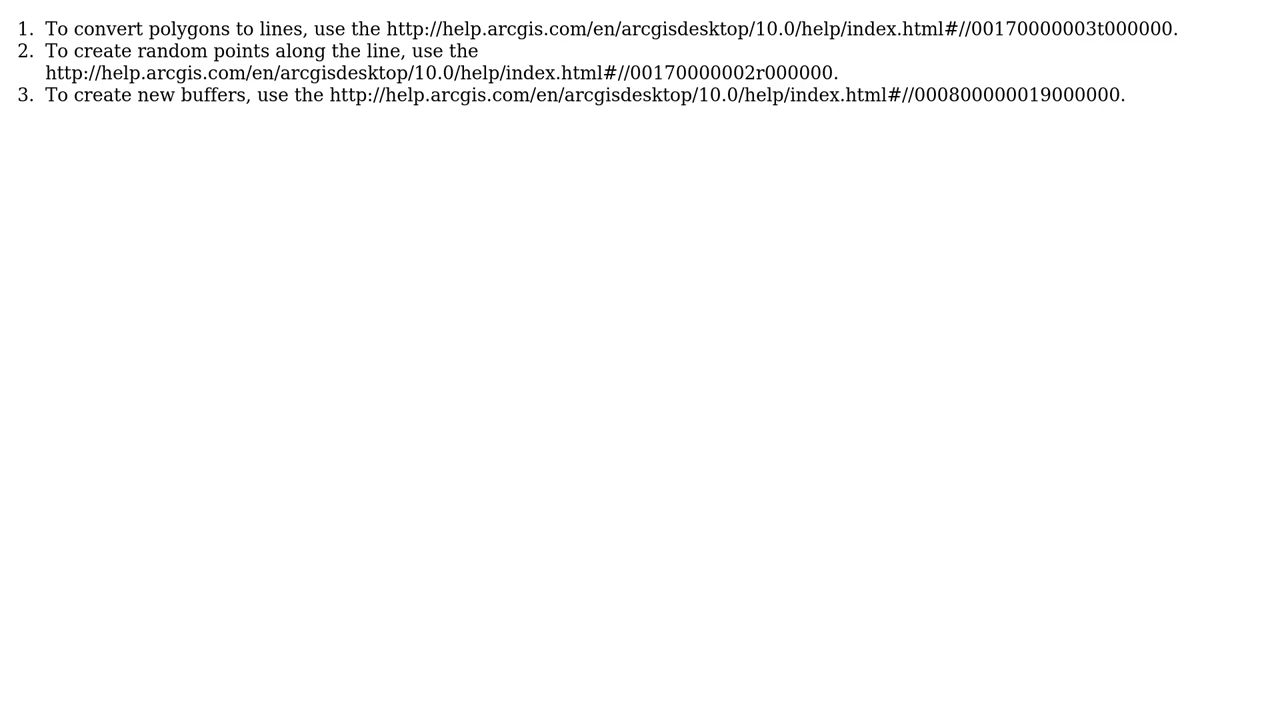 1. To convert polygons to lines, use the http://help.arcgis.com/en/arcgisdesktop/10.0/help/index.html#//00170000003t000000.
2. To create random points along the line, use the
http://help.arcgis.com/en/arcgisdesktop/10.0/help/index.html#//00170000002r000000.
3. To create new buffers, use the http://help.arcgis.com/en/arcgisdesktop/10.0/help/index.html#//000800000019000000.